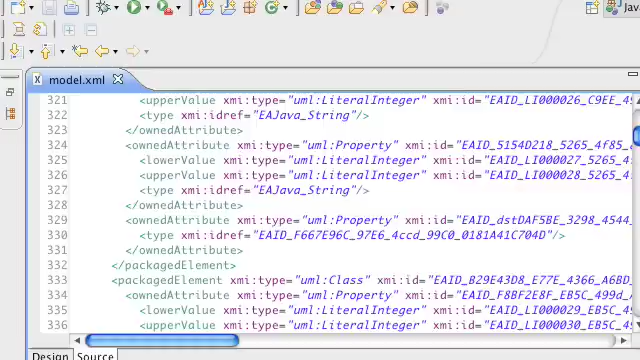 Java
model.xml
321 <upperValue xmi:type="uml:LiteralInteger" xmi:id="EAID_LI000026_C9EE_49
322 <type xmi:idref="EAJava_String"/>
323 </ownedAttribute>
324 <ownedAttribute xmi:type="uml:Property" xmi:id="EAID_5154D218_5265_4f85_
325 <lowerValue xmi:type="uml:LiteralInteger" xmi:id="EAID_LI000027_5265_4
326 <upperValue xmi:type="uml:LiteralInteger" xmi:id="EAID_LI000028_5265_4
327 <type xmi:idref="EAJava_String"/>
328 </ownedAttribute>
329 <ownedAttribute xmi:type="uml:Property" xmi:id="EAID_dstDAF5BE_3298_4544_
330 <type xmi:idref="EAID_F667E96C_97E6_4ccd_99C0_0181A41C704D"/>
331 </ownedAttribute>
332 </packagedElement>
333 <packagedElement xmi:type="uml:Class" xmi:id="EAID_B29E43D8_E77E_4366_A6BD_
334 <ownedAttribute xmi:type="uml:Property" xmi:id="EAID_F8BF2E8F_EB5C_499d_
335 <lowerValue xmi:type="uml:LiteralInteger" xmi:id="EAID_LI000029_EB5C_4
336 <upperValue xmi:type="uml:LiteralInteger" xmi:id="EAID_LI000030_EB5C_4
Design Source